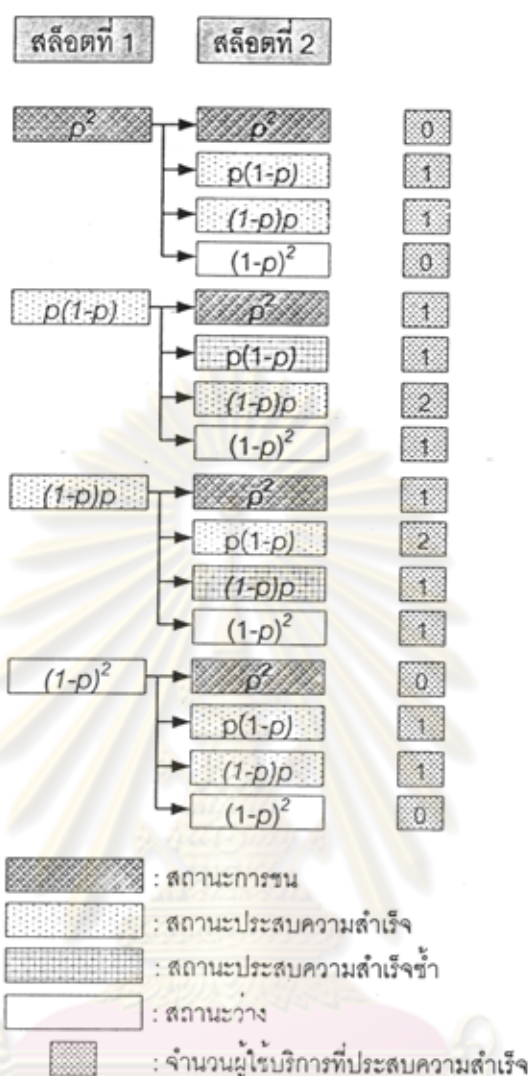 สล็อตที่ 1 สล็อตที่ 2
p² p² 0
p(1-p) 1
(1-p)p 1
(1-p)² 0
p(1-p) p² 1
p(1-p) 1
(1-p)p 2
(1-p)² 1
(1-p)p p² 1
p(1-p) 2
(1-p)p 1
(1-p)² 1
(1-p)² p² 0
p(1-p) 1
(1-p)p 1
(1-p)² 0
: สถานะการชน
: สถานะประสบความสำเร็จ
: สถานะประสบความสำเร็จซ้ำ
: สถานะว่าง
: จำนวนผู้ใช้บริการที่ประสบความสำเร็จ